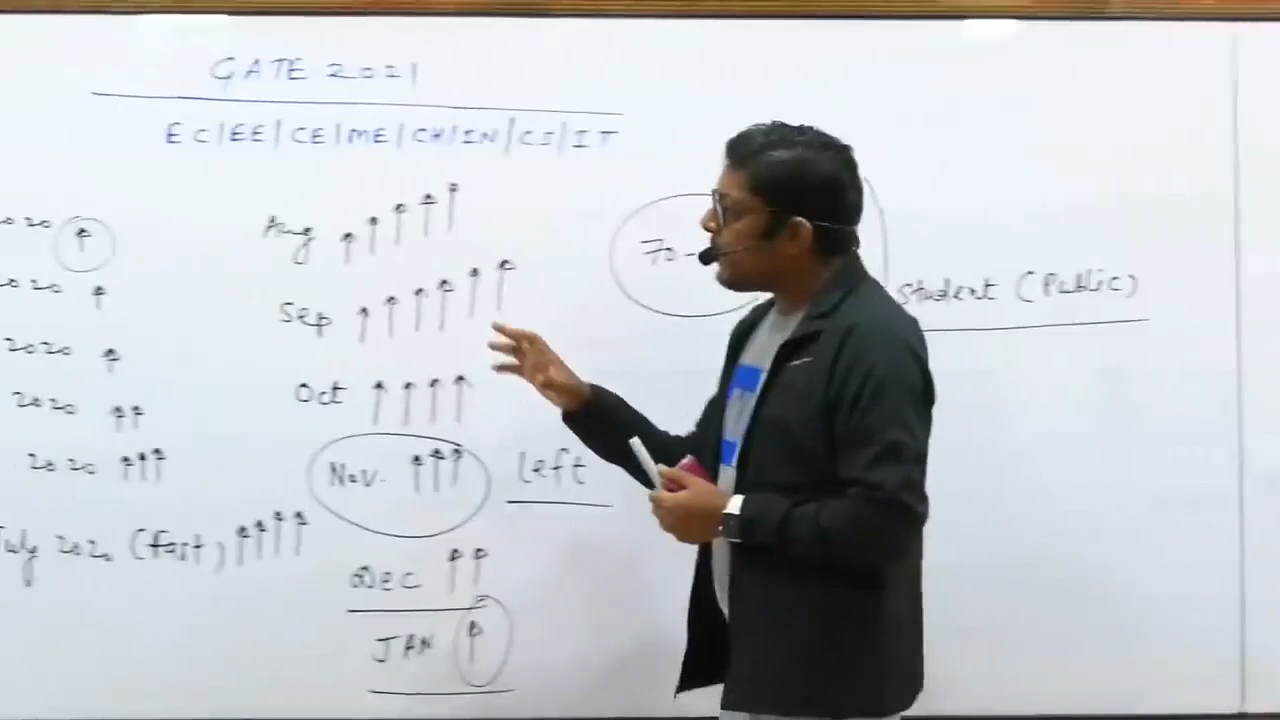 GATE 2021
EC/EE/CE/ME/CH/IN/CS/IT
2020 ↑
2020 ↑
2020 ↑
2020 ↑↑
2020 ↑↑↑
July 2020 (fast) ↑↑↑↑
Aug ↑↑↑↑↑
Sep ↑↑↑↑↑↑
Oct ↑↑↑↑
Nov. ↑↑↑ left
Dec ↑↑
JAN ↑
70-
Student (Public)